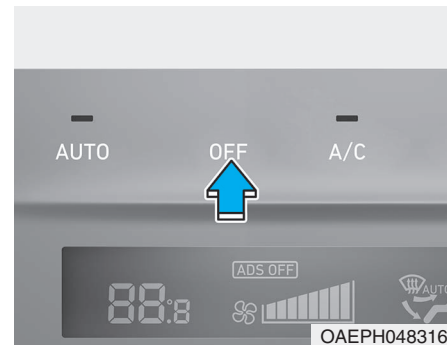 AUTO OFF A/C
ADS OFF
AUTO
88:8
OAEPH048316